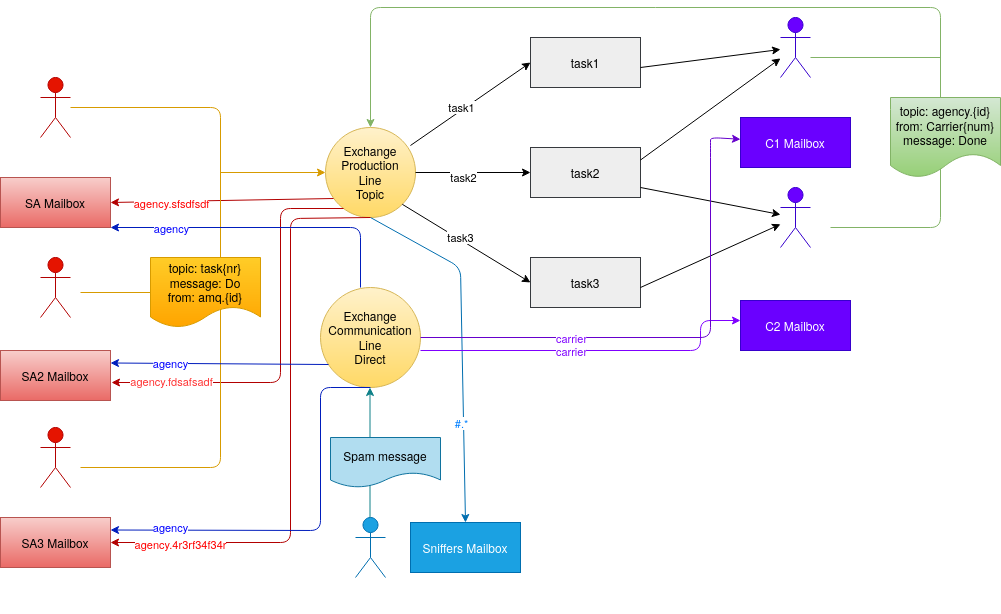 task1
task1
topic: agency.{id}
from: Carrier{num}
message: Done
Exchange
Production
Line
Topic
C1 Mailbox
task2
task2
SA Mailbox
agency.sfsdfsdf
agency
task3
task3
topic: task{nr}
message: Do
from: amq.{id}
Exchange
Communication
Line
Direct
C2 Mailbox
carrier
carrier
SA2 Mailbox
agency
agency.fdsafsadf
#.*
Spam message
SA3 Mailbox
agency
agency.4r3rf34f34r
Sniffers Mailbox